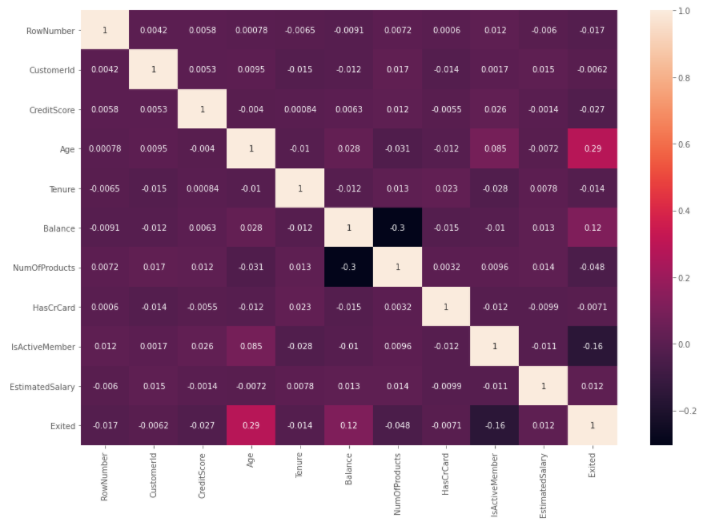 RowNumber 1 0.0042 0.0058 0.00078 -0.0065 -0.0091 0.0072 0.0006 0.012 -0.006 -0.017
CustomerId 0.0042 1 0.0053 0.0095 -0.015 -0.012 0.017 -0.014 0.0017 0.015 -0.0062
CreditScore 0.0058 0.0053 1 -0.004 0.00084 0.0063 0.012 -0.0055 0.026 -0.0014 -0.027
Age 0.00078 0.0095 -0.004 1 -0.01 0.028 -0.031 -0.012 0.085 -0.0072 0.29
Tenure -0.0065 -0.015 0.00084 -0.01 1 -0.012 0.013 0.023 -0.028 0.0078 -0.014
Balance -0.0091 -0.012 0.0063 0.028 -0.012 1 -0.3 -0.015 -0.01 0.013 0.12
NumOfProducts 0.0072 0.017 0.012 -0.031 0.013 -0.3 1 0.0032 0.0096 0.014 -0.048
HasCrCard 0.0006 -0.014 -0.0055 -0.012 0.023 -0.015 0.0032 1 -0.012 -0.0099 -0.0071
IsActiveMember 0.012 0.0017 0.026 0.085 -0.028 -0.01 0.0096 -0.012 1 -0.011 -0.16
EstimatedSalary -0.006 0.015 -0.0014 -0.0072 0.0078 0.013 0.014 -0.0099 -0.011 1 0.012
Exited -0.017 -0.0062 -0.027 0.29 -0.014 0.12 -0.048 -0.0071 -0.16 0.012 1
RowNumber
CustomerId
CreditScore
Age
Tenure
Balance
NumOfProducts
HasCrCard
IsActiveMember
EstimatedSalary
Exited
1.0
0.8
0.6
0.4
0.2
0.0
−0.2